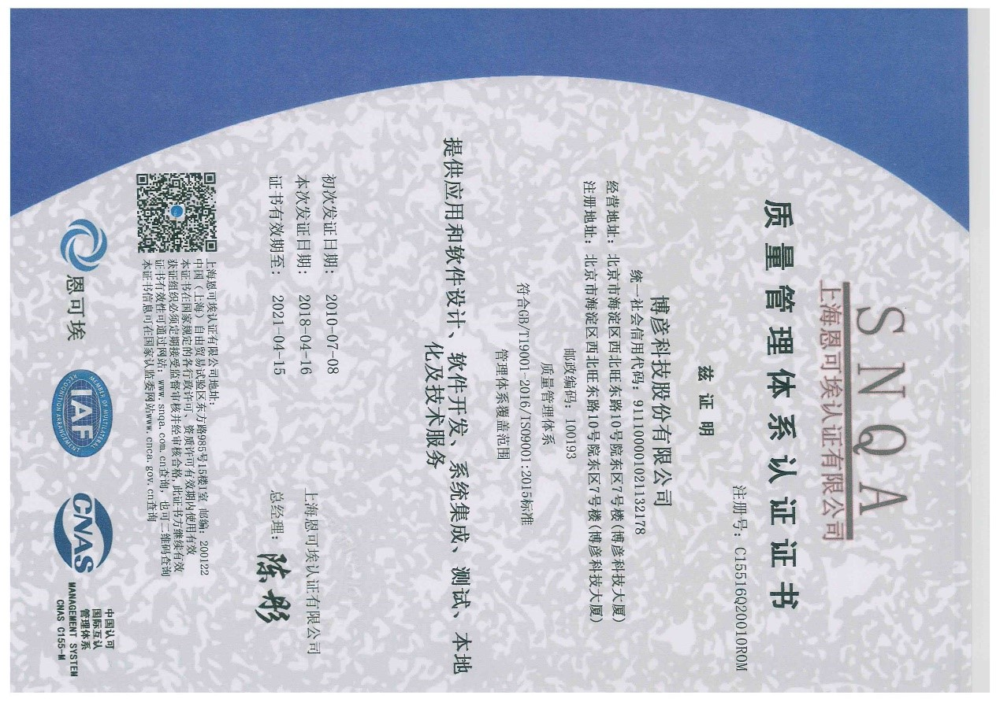 SNQA
上海恩可埃认证有限公司
质量管理体系认证证书
注册号：C15516Q20010ROM
兹证明
博彦科技股份有限公司
统一社会信用代码：911100001021132178
经营地址：北京市海淀区西北旺东路10号院东区7号楼(博彦科技大厦)
注册地址：北京市海淀区西北旺东路10号院东区7号楼(博彦科技大厦)
邮政编码：100193
质量管理体系
符合GB/T19001-2016/ISO9001:2015标准
管理体系覆盖范围
提供应用和软件设计、软件开发、系统集成、测试、本地
化及技术服务
初次发证日期：2010-07-08
本次发证日期：2018-04-16
证书有效期至：2021-04-15
上海恩可埃认证有限公司
总经理：陈彤
上海恩可埃认证有限公司地址：
中国（上海）自由贸易试验区东方路985号15楼1室 邮编：200122
本证书在国家规定的各行政许可、资质许可有效期内使用有效
获证组织必须定期接受监督审核并经审核合格，此证书方继续有效
证书有效性可通过网站：www.snqa.com.cn查询，也可二维码查询
本证书信息可在国家认监委网站www.cnca.gov.cn查询
恩可埃
MEMBER OF MULTILATERAL
IAF
RECOGNITION ARRANGEMENT
CNAS
中国认可
国际互认
管理体系
MANAGEMENT SYSTEM
CNAS C155-M